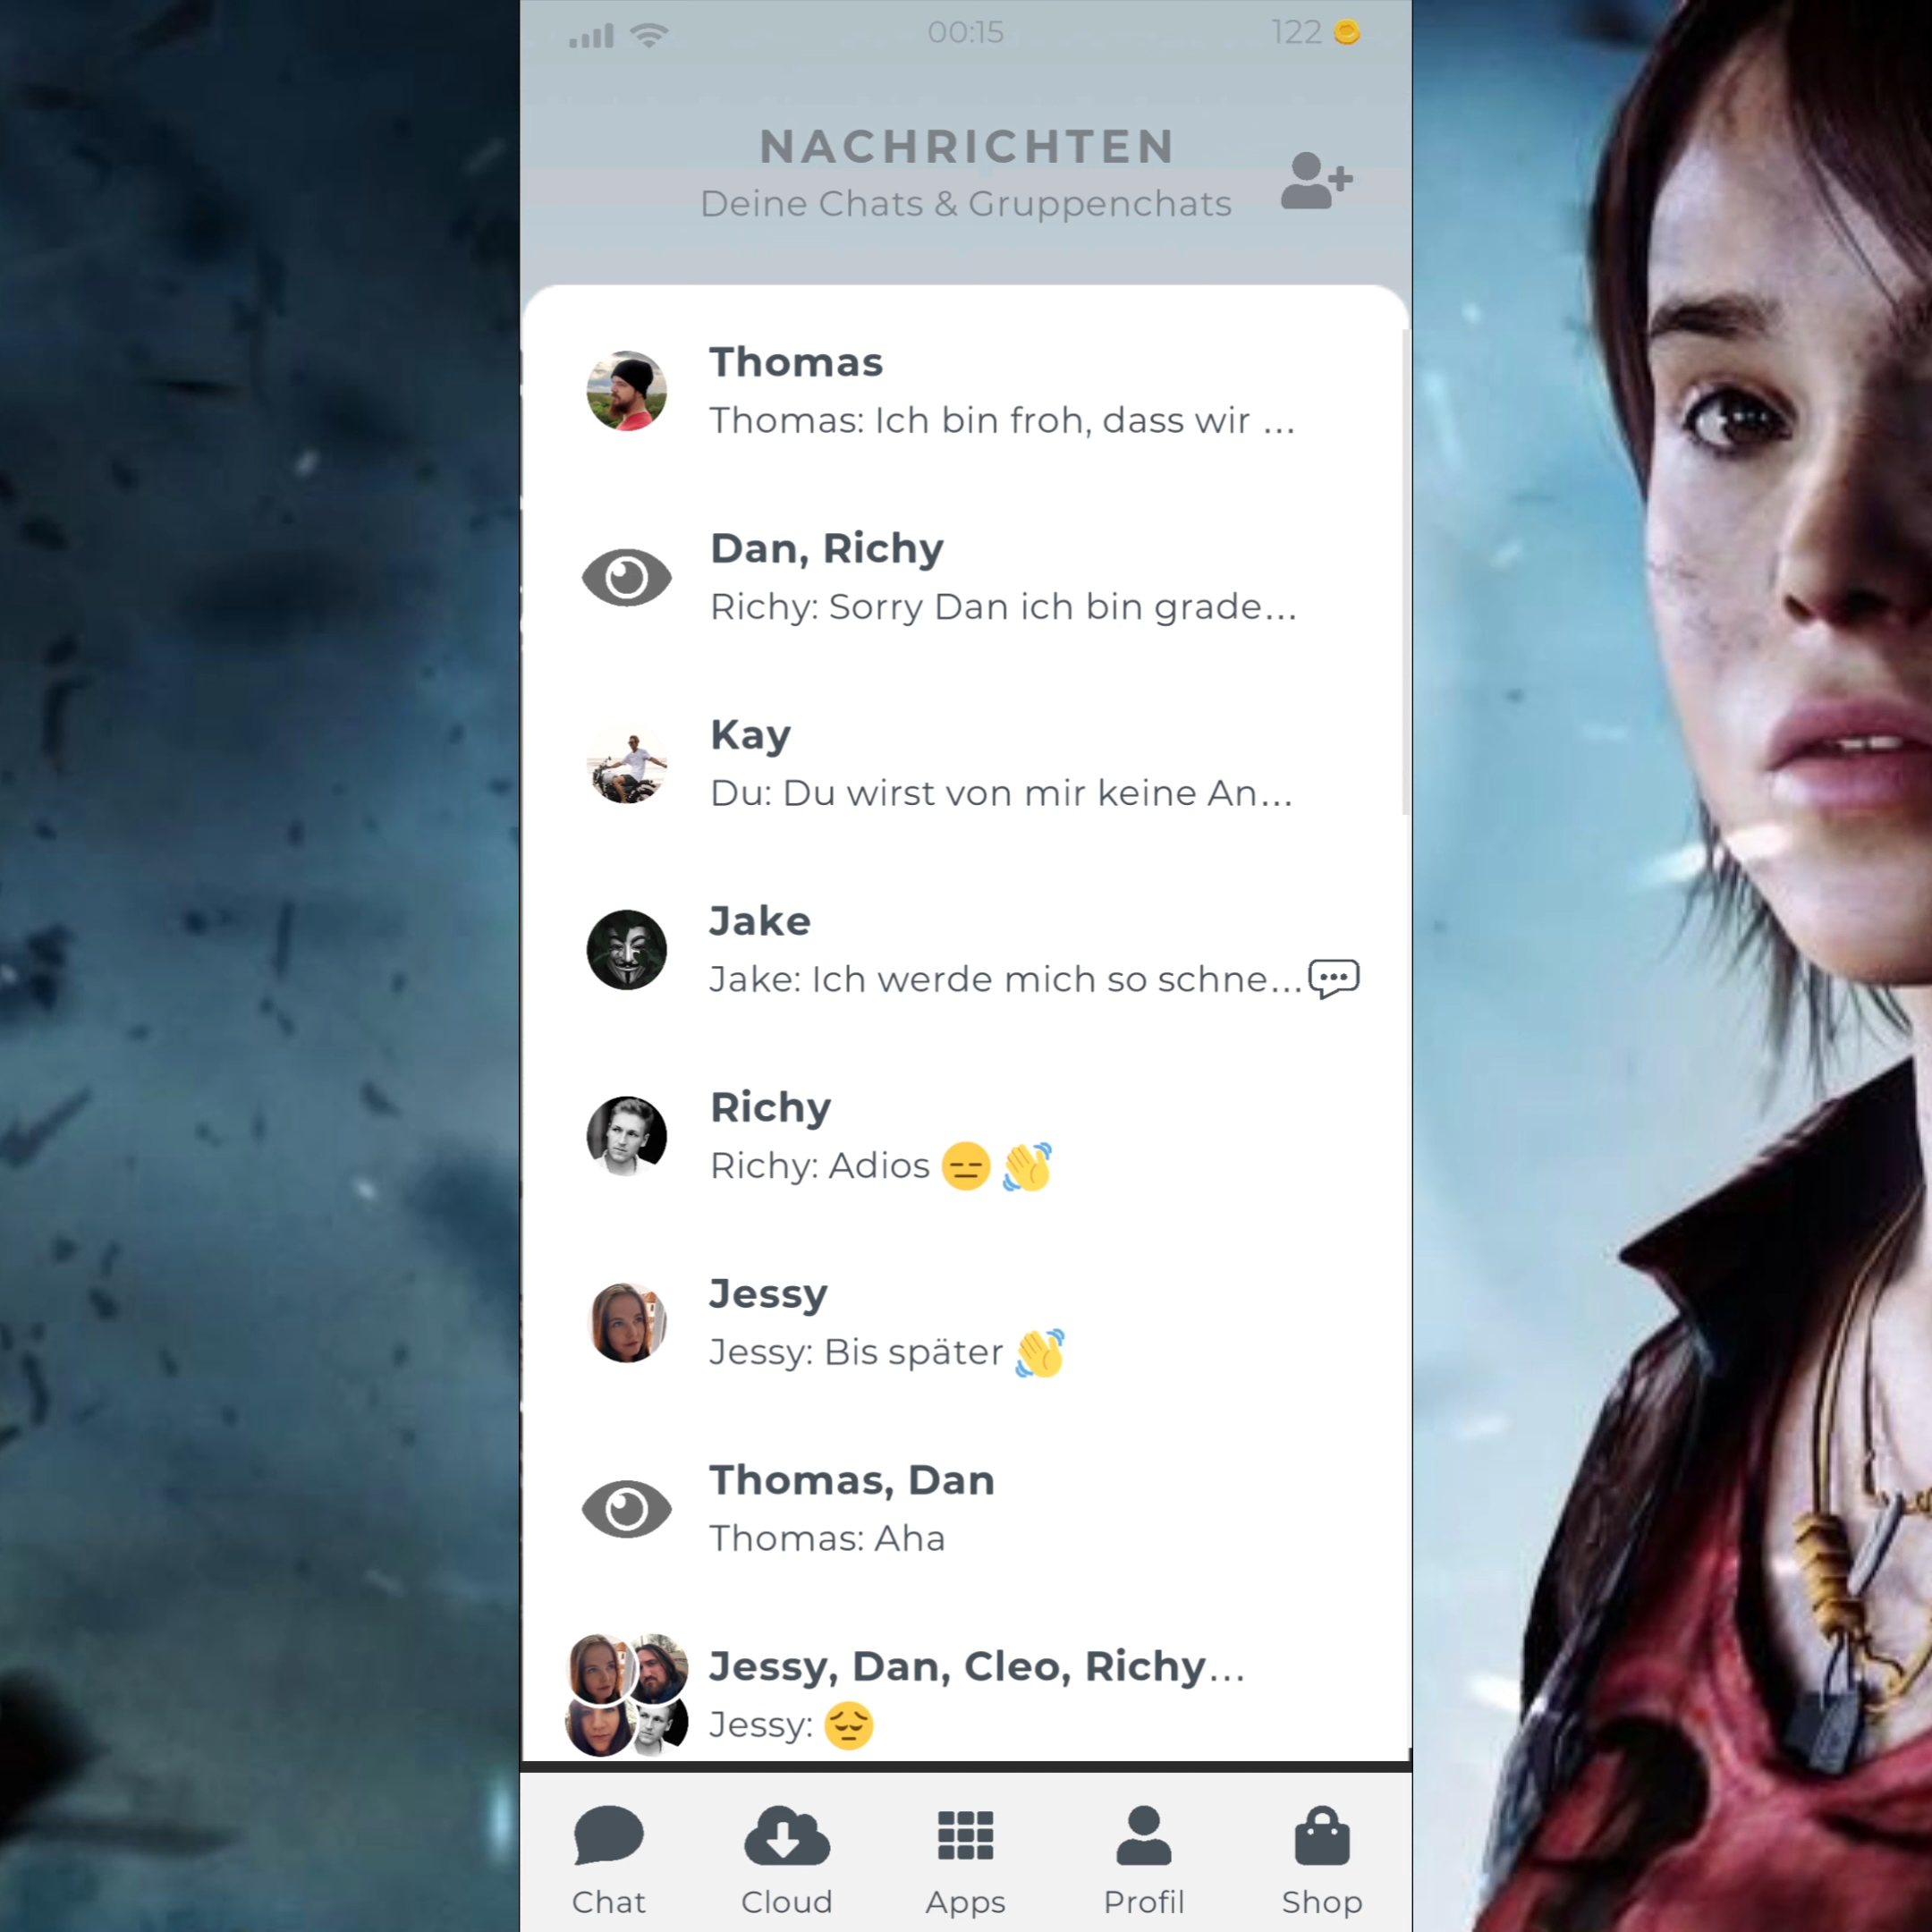 00:15
122
NACHRICHTEN
Deine Chats & Gruppenchats
Thomas
Thomas: Ich bin froh, dass wir ...
Dan, Richy
Richy: Sorry Dan ich bin grade...
Kay
Du: Du wirst von mir keine An...
Jake
Jake: Ich werde mich so schne...
Richy
Richy: Adios 😑 👋
Jessy
Jessy: Bis später 👋
Thomas, Dan
Thomas: Aha
Jessy, Dan, Cleo, Richy...
Jessy: 😔
Chat Cloud Apps Profil Shop